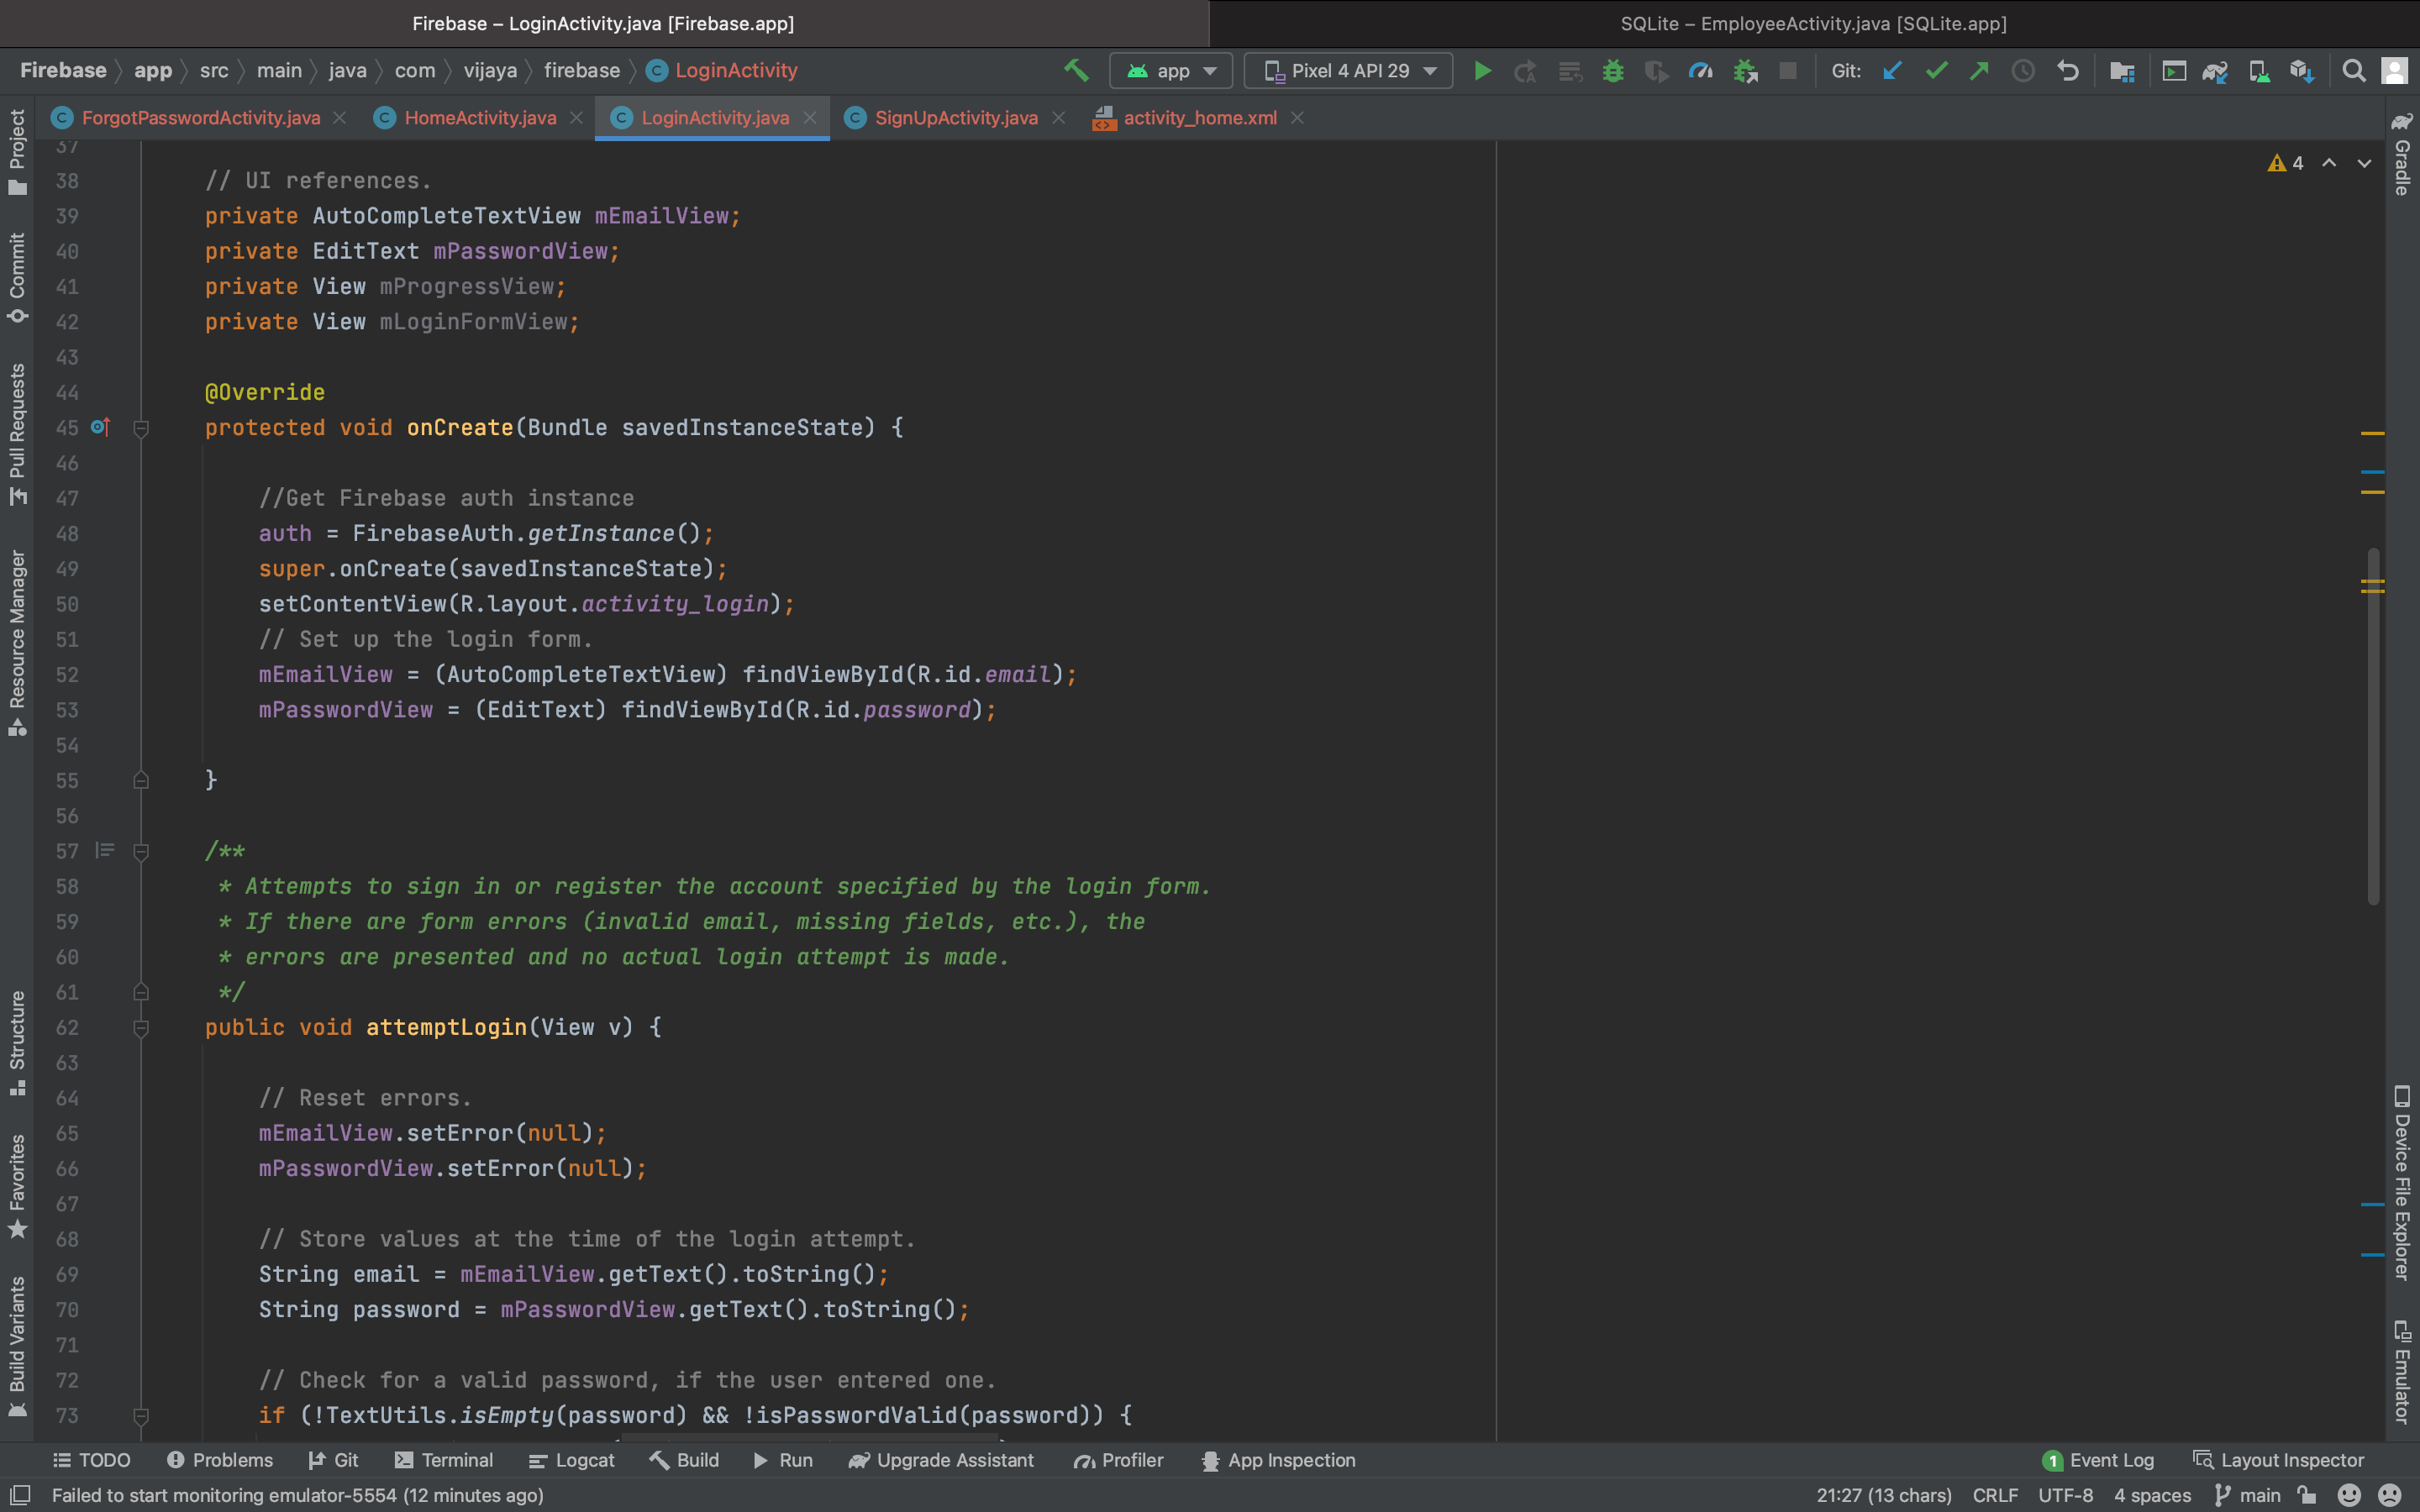 Firebase – LoginActivity.java [Firebase.app]
SQLite – EmployeeActivity.java [SQLite.app]
Firebase app src main java com vijaya firebase LoginActivity
app
Pixel 4 API 29
Git:
ForgotPasswordActivity.java
HomeActivity.java
LoginActivity.java
SignUpActivity.java
activity_home.xml
4
Project
Commit
Pull Requests
Resource Manager
Structure
Favorites
Build Variants
37
38 // UI references.
39 private AutoCompleteTextView mEmailView;
40 private EditText mPasswordView;
41 private View mProgressView;
42 private View mLoginFormView;
43
44 @Override
45 protected void onCreate(Bundle savedInstanceState) {
46
47 //Get Firebase auth instance
48 auth = FirebaseAuth.getInstance();
49 super.onCreate(savedInstanceState);
50 setContentView(R.layout.activity_login);
51 // Set up the login form.
52 mEmailView = (AutoCompleteTextView) findViewById(R.id.email);
53 mPasswordView = (EditText) findViewById(R.id.password);
54
55 }
56
57 /**
58 * Attempts to sign in or register the account specified by the login form.
59 * If there are form errors (invalid email, missing fields, etc.), the
60 * errors are presented and no actual login attempt is made.
61 */
62 public void attemptLogin(View v) {
63
64 // Reset errors.
65 mEmailView.setError(null);
66 mPasswordView.setError(null);
67
68 // Store values at the time of the login attempt.
69 String email = mEmailView.getText().toString();
70 String password = mPasswordView.getText().toString();
71
72 // Check for a valid password, if the user entered one.
73 if (!TextUtils.isEmpty(password) && !isPasswordValid(password)) {
Gradle
Device File Explorer
Emulator
TODO
Problems
Git
Terminal
Logcat
Build
Run
Upgrade Assistant
Profiler
App Inspection
1 Event Log
Layout Inspector
Failed to start monitoring emulator-5554 (12 minutes ago)
21:27 (13 chars)
CRLF
UTF-8
4 spaces
main